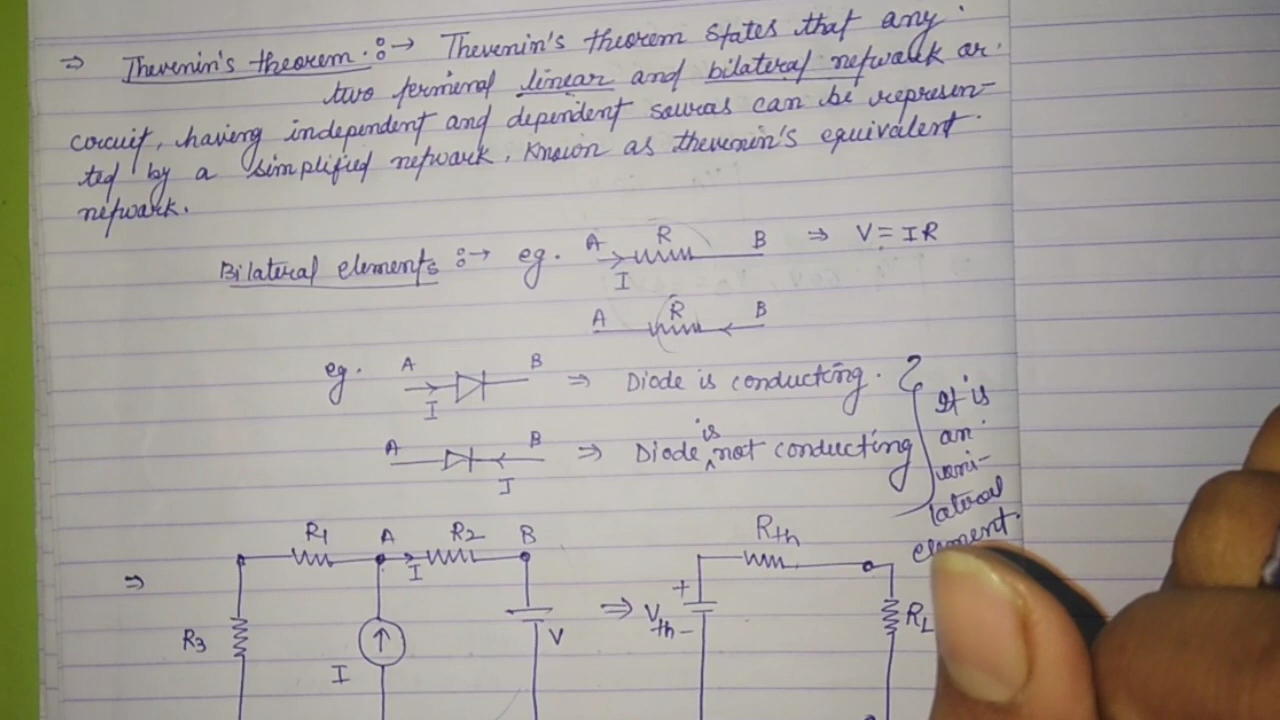 ⇒ Thevenin's theorem :→ Thevenin's theorem states that any
two terminal linear and bilateral network or
circuit, having independent and dependent sources can be represen-
ted by a simplified network, known as thevenin's equivalent
network.
Bilateral elements :→ eg. A R B ⇒ V = IR
I
A R B
eg. A B ⇒ Diode is conducting.
I
A B ⇒ Diode is not conducting
I
It is
an
uni-
lateral
element.
⇒ R1 A I R2 B
R3 I V
⇒ Vth + - Rth RL